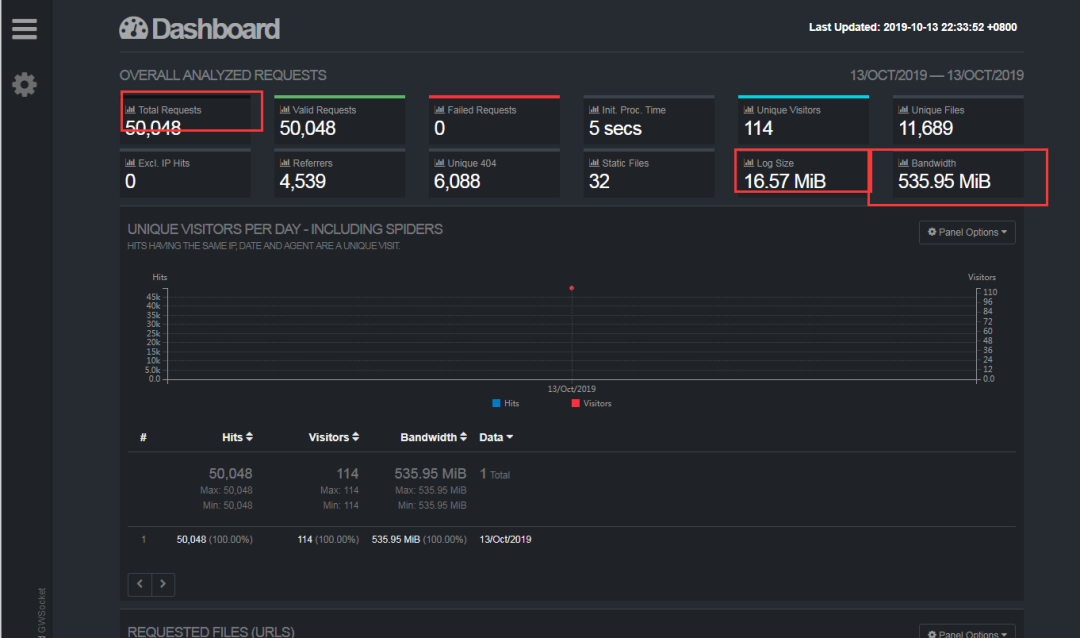 Dashboard
Last Updated: 2019-10-13 22:33:52 +0800
OVERALL ANALYZED REQUESTS
13/OCT/2019 — 13/OCT/2019
Total Requests
50,048
Valid Requests
50,048
Failed Requests
0
Init. Proc. Time
5 secs
Unique Visitors
114
Unique Files
11,689
Excl. IP Hits
0
Referrers
4,539
Unique 404
6,088
Static Files
32
Log Size
16.57 MiB
Bandwidth
535.95 MiB
UNIQUE VISITORS PER DAY - INCLUDING SPIDERS
HITS HAVING THE SAME IP, DATE AND AGENT ARE A UNIQUE VISIT.
Panel Options
Hits
Visitors
45k
40k
35k
30k
25k
20k
15k
10k
5.0k
0.0
110
96
84
72
60
48
36
24
12
0.0
13/Oct/2019
Hits
Visitors
# Hits Visitors Bandwidth Data
50,048 114 535.95 MiB 1 Total
Max: 50,048 Max: 114 Max: 535.95 MiB
Min: 50,048 Min: 114 Min: 535.95 MiB
1 50,048 (100.00%) 114 (100.00%) 535.95 MiB (100.00%) 13/Oct/2019
REQUESTED FILES (URLS)
Panel Options
GWSocket